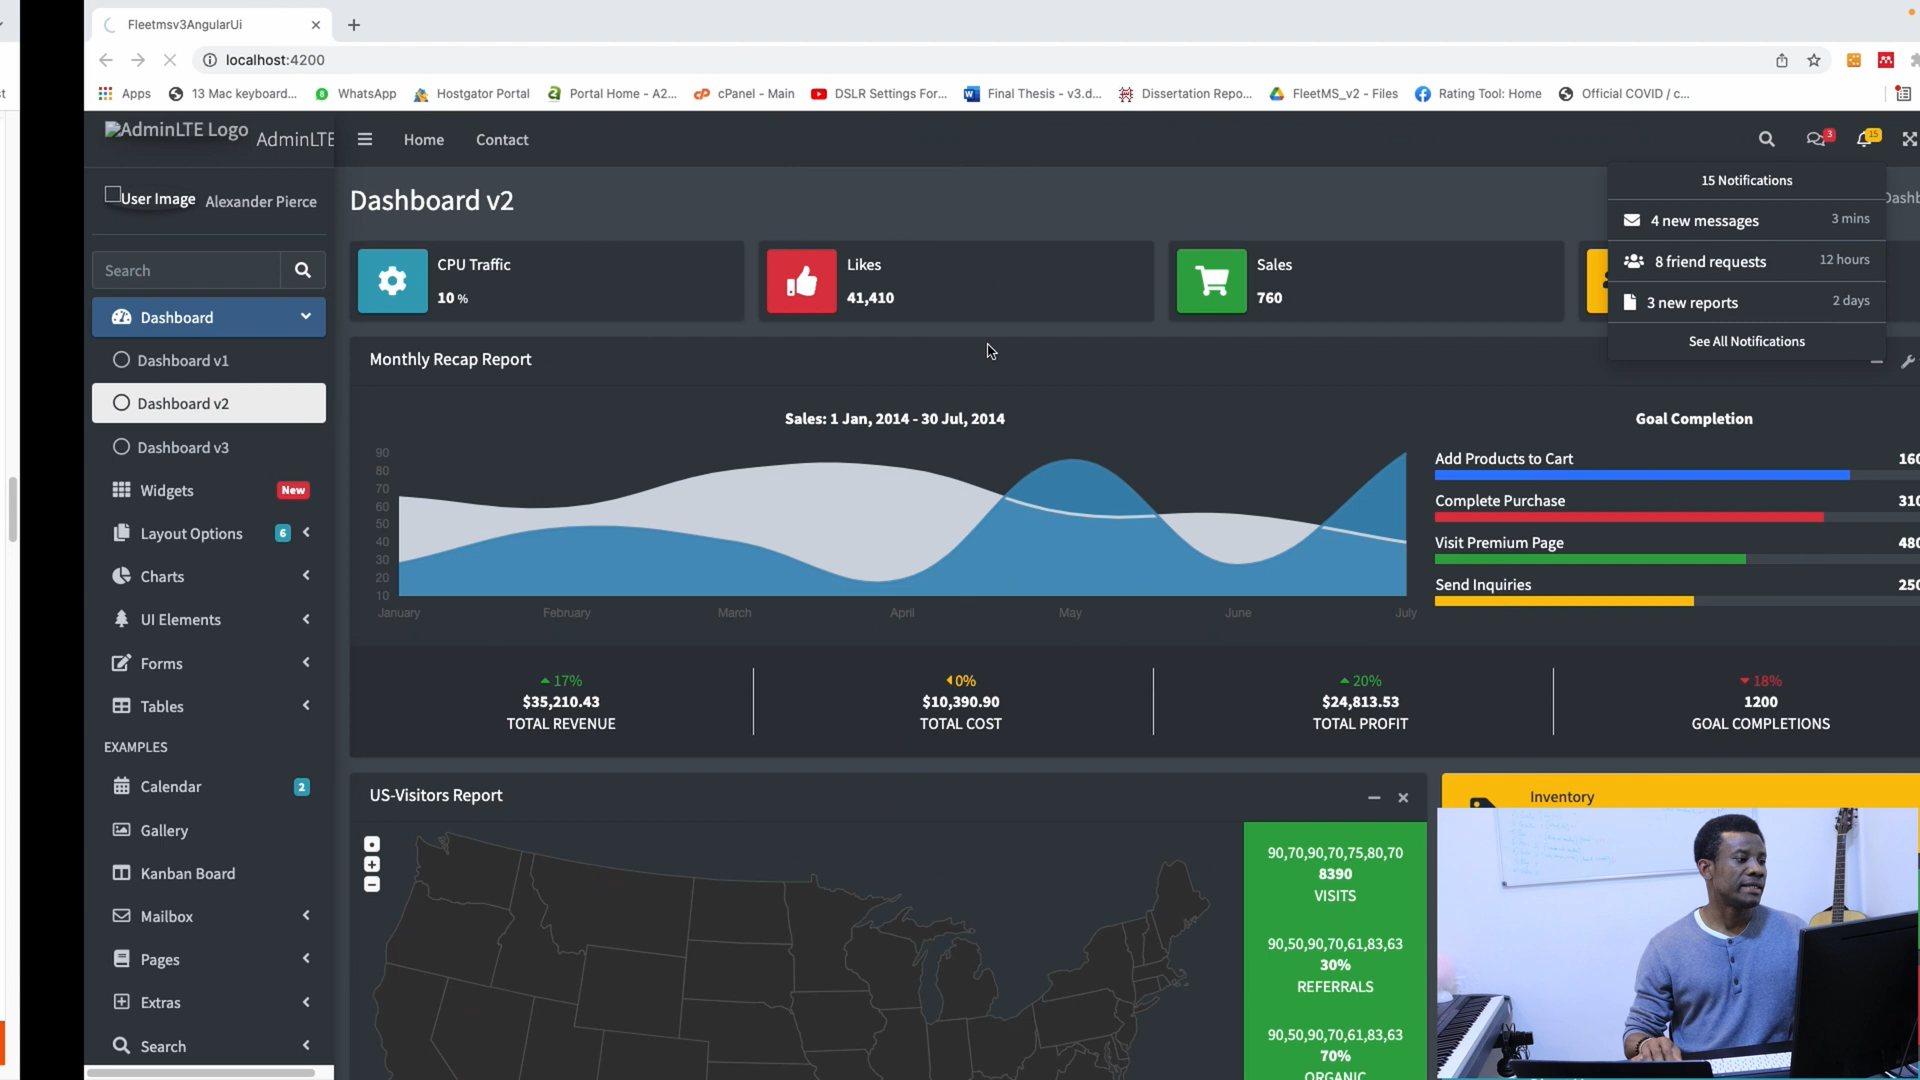 Fleetmsv3AngularUi
localhost:4200
Apps
13 Mac keyboard...
WhatsApp
Hostgator Portal
Portal Home - A2...
cPanel - Main
DSLR Settings For...
Final Thesis - v3.d...
Dissertation Repo...
FleetMS_v2 - Files
Rating Tool: Home
Official COVID / c...
AdminLTE Logo
AdminLTE
Home
Contact
3
15
User Image
Alexander Pierce
Search
Dashboard
Dashboard v1
Dashboard v2
Dashboard v3
Widgets
New
Layout Options
6
Charts
UI Elements
Forms
Tables
EXAMPLES
Calendar
2
Gallery
Kanban Board
Mailbox
Pages
Extras
Search
Dashboard v2
15 Notifications
4 new messages
3 mins
8 friend requests
12 hours
3 new reports
2 days
See All Notifications
Dashb
CPU Traffic
10 %
Likes
41,410
Sales
760
Monthly Recap Report
Sales: 1 Jan, 2014 - 30 Jul, 2014
90
80
70
60
50
40
30
20
10
January
February
March
April
May
June
July
Goal Completion
Add Products to Cart
160
Complete Purchase
310
Visit Premium Page
480
Send Inquiries
250
17%
$35,210.43
TOTAL REVENUE
0%
$10,390.90
TOTAL COST
20%
$24,813.53
TOTAL PROFIT
18%
1200
GOAL COMPLETIONS
US-Visitors Report
90,70,90,70,75,80,70
8390
VISITS
90,50,90,70,61,83,63
30%
REFERRALS
90,50,90,70,61,83,63
70%
ORGANIC
Inventory